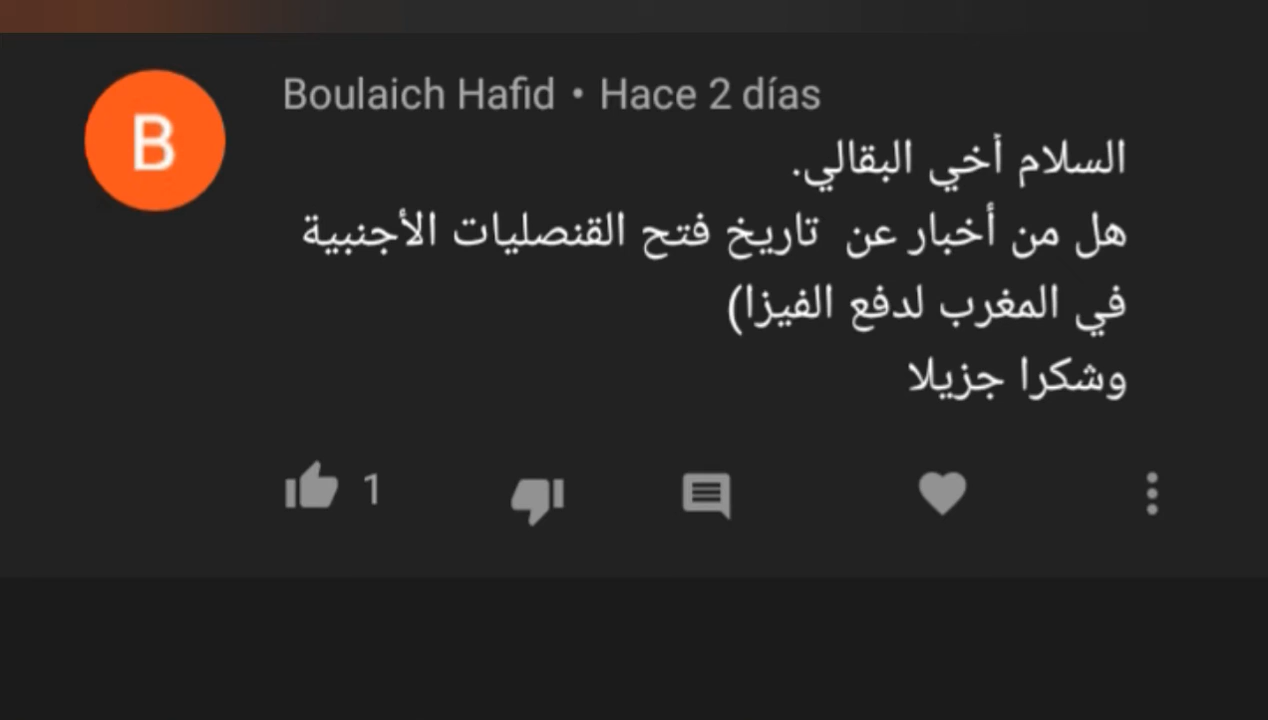 B
Boulaich Hafid • Hace 2 días
السلام أخي البقالي.
هل من أخبار عن تاريخ فتح القنصليات الأجنبية
في المغرب لدفع الفيزا)
وشكرا جزيلا
1